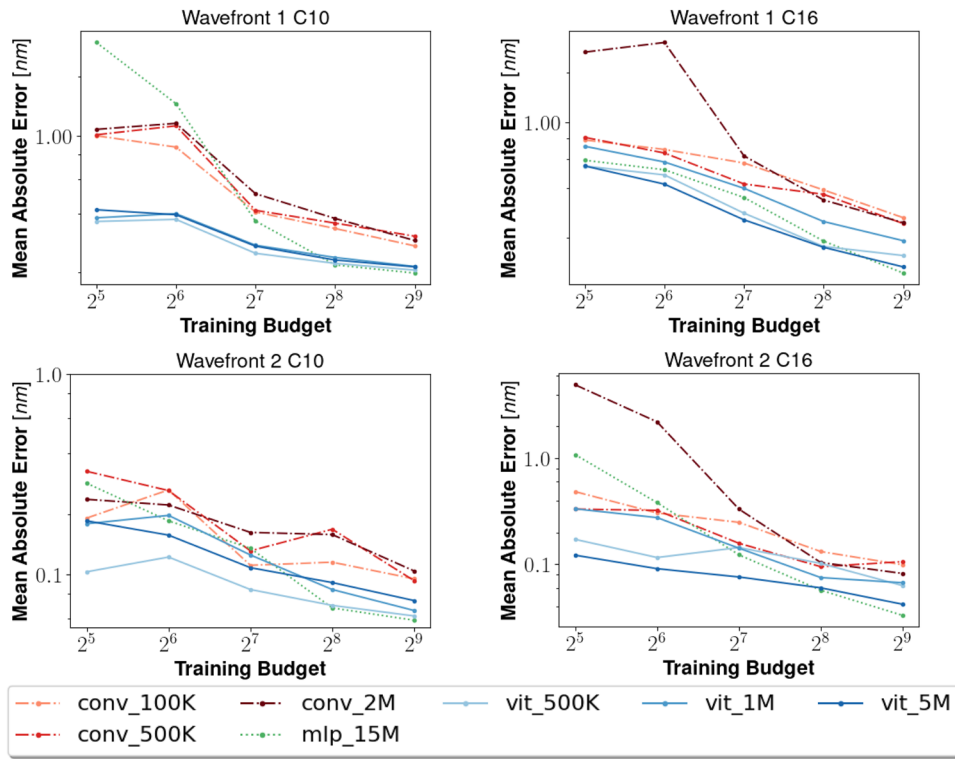 Wavefront 1 C10
Mean Absolute Error [nm]
1.00
2^5 2^6 2^7 2^8 2^9
Training Budget
Wavefront 1 C16
Mean Absolute Error [nm]
1.00
2^5 2^6 2^7 2^8 2^9
Training Budget
Wavefront 2 C10
Mean Absolute Error [nm]
1.0
0.1
2^5 2^6 2^7 2^8 2^9
Training Budget
Wavefront 2 C16
Mean Absolute Error [nm]
1.0
0.1
2^5 2^6 2^7 2^8 2^9
Training Budget
conv_100K conv_2M vit_500K vit_1M vit_5M
conv_500K mlp_15M